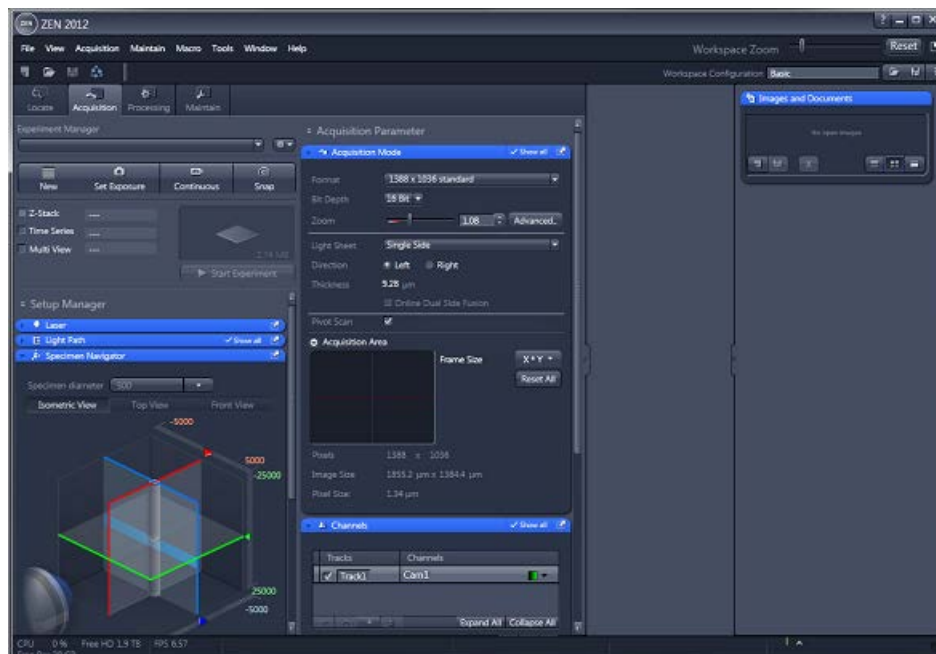 ZEN 2012
File View Acquisition Maintain Macro Tools Window Help
Workspace Zoom Reset
Workspace Configuration Basic
Locate Acquisition Processing Maintain
Experiment Manager
New Set Exposure Continuous Snap
Z-Stack ----
Time Series ----
Multi View ----
Start Experiment
Setup Manager
Laser
Light Path Show all
Specimen Navigator
Specimen diameter 500
Isometric View Top View Front View
-5000
5000
-25000
25000
-5000
CPU 0 % Free HD 1.9 TB FPS 6.57
Acquisition Parameter
Acquisition Mode Show all
Format 1388 x 1036 standard
Bit Depth 16 Bit
Zoom 1.08 Advanced..
Light Sheet Single Side
Direction Left Right
Thickness 9.28 µm
Online Dual Side Fusion
Pivot Scan
Acquisition Area
Frame Size X*Y
Reset All
Pixels 1388 x 1036
Image Size 1855.2 µm x 1384.4 µm
Pixel Size: 1.34 µm
Channels Show all
Tracks Channels
Track1 Cam1
Expand All Collapse All
Images and Documents
No open images